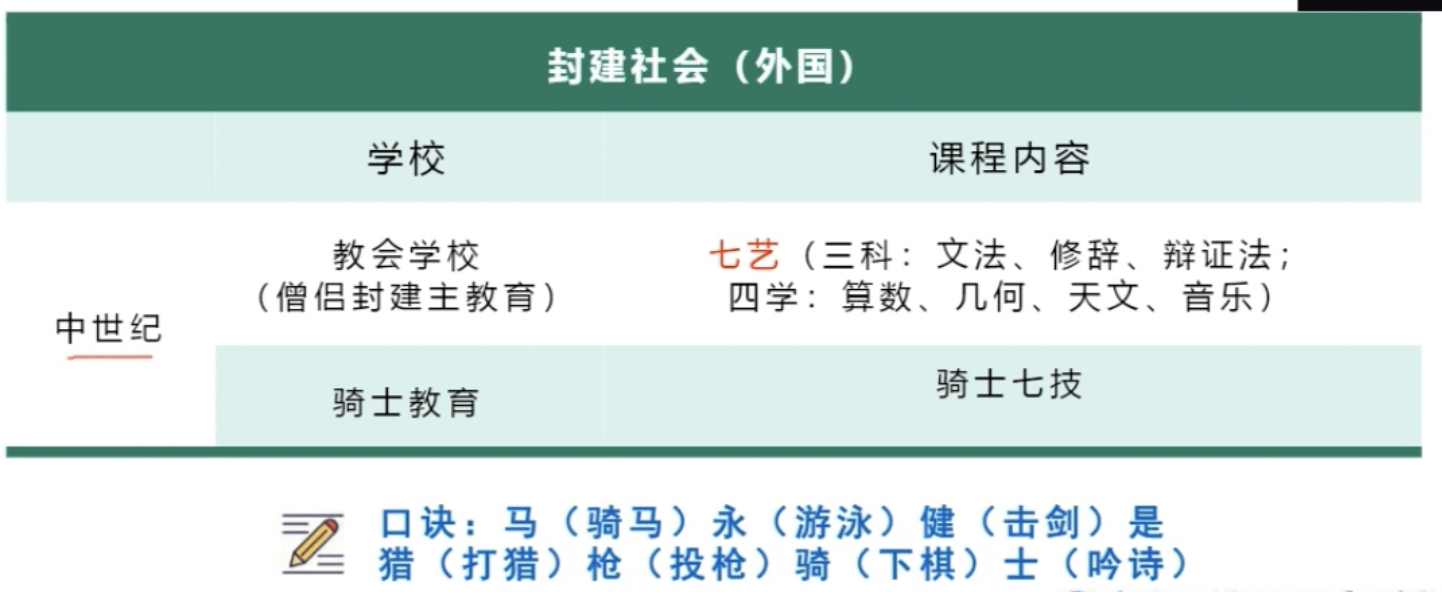 封建社会（外国）
学校
课程内容
中世纪
教会学校
（僧侣封建主教育）
七艺（三科：文法、修辞、辩证法；
四学：算数、几何、天文、音乐）
骑士教育
骑士七技
口诀：马（骑马）永（游泳）健（击剑）是
猎（打猎）枪（投枪）骑（下棋）士（吟诗）